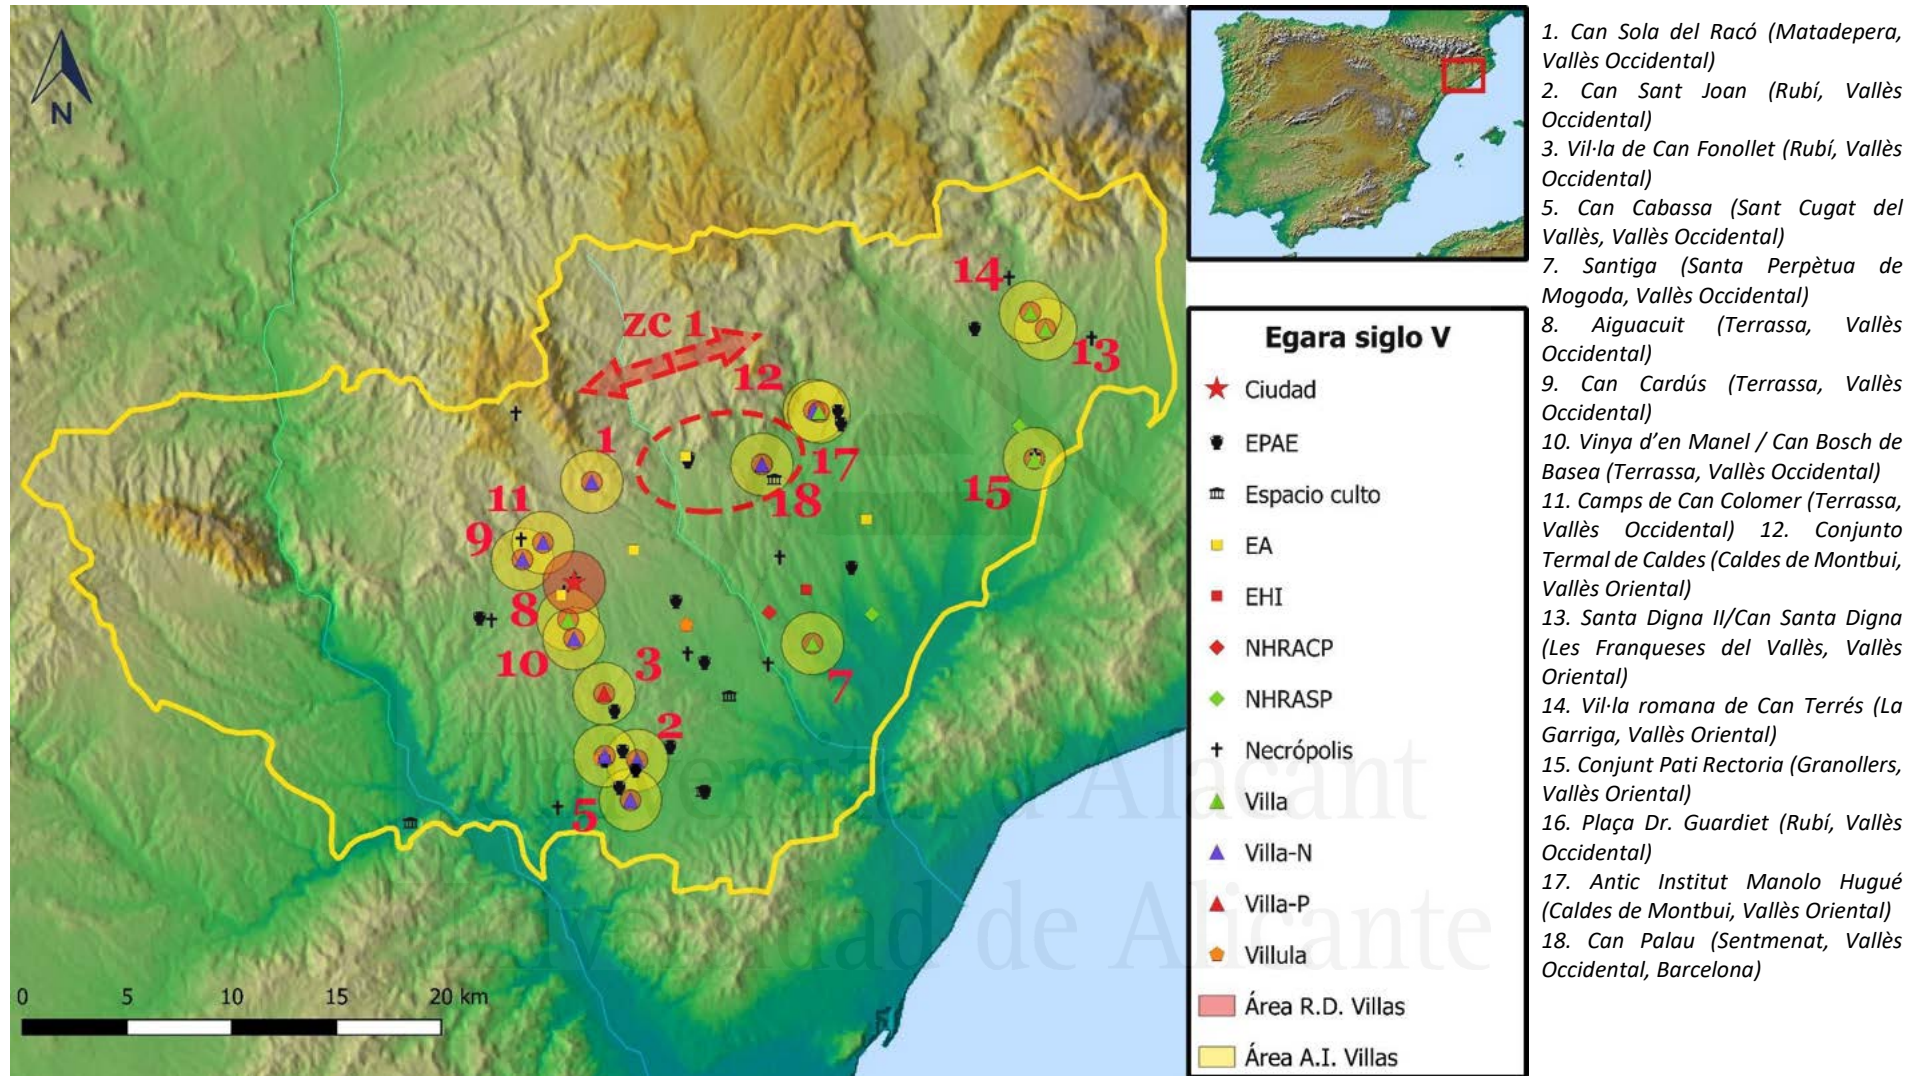 N
14
13
zc 1
12
1
17
15
18
11
9
8
10
3
7
2
5
0 5 10 15 20 km
Universitat d'Alacant
Universidad de Alicante
Egara siglo V
Ciudad
EPAE
Espacio culto
EA
EHI
NHRACP
NHRASP
Necrópolis
Villa
Villa-N
Villa-P
Villula
Área R.D. Villas
Área A.I. Villas
1. Can Sola del Racó (Matadepera,
Vallès Occidental)
2. Can Sant Joan (Rubí, Vallès
Occidental)
3. Vil·la de Can Fonollet (Rubí, Vallès
Occidental)
5. Can Cabassa (Sant Cugat del
Vallès, Vallès Occidental)
7. Santiga (Santa Perpètua de
Mogoda, Vallès Occidental)
8. Aiguacuit (Terrassa, Vallès
Occidental)
9. Can Cardús (Terrassa, Vallès
Occidental)
10. Vinya d'en Manel / Can Bosch de
Basea (Terrassa, Vallès Occidental)
11. Camps de Can Colomer (Terrassa,
Vallès Occidental) 12. Conjunto
Termal de Caldes (Caldes de Montbui,
Vallès Oriental)
13. Santa Digna II/Can Santa Digna
(Les Franqueses del Vallès, Vallès
Oriental)
14. Vil·la romana de Can Terrés (La
Garriga, Vallès Oriental)
15. Conjunt Pati Rectoria (Granollers,
Vallès Oriental)
16. Plaça Dr. Guardiet (Rubí, Vallès
Occidental)
17. Antic Institut Manolo Hugué
(Caldes de Montbui, Vallès Oriental)
18. Can Palau (Sentmenat, Vallès
Occidental, Barcelona)